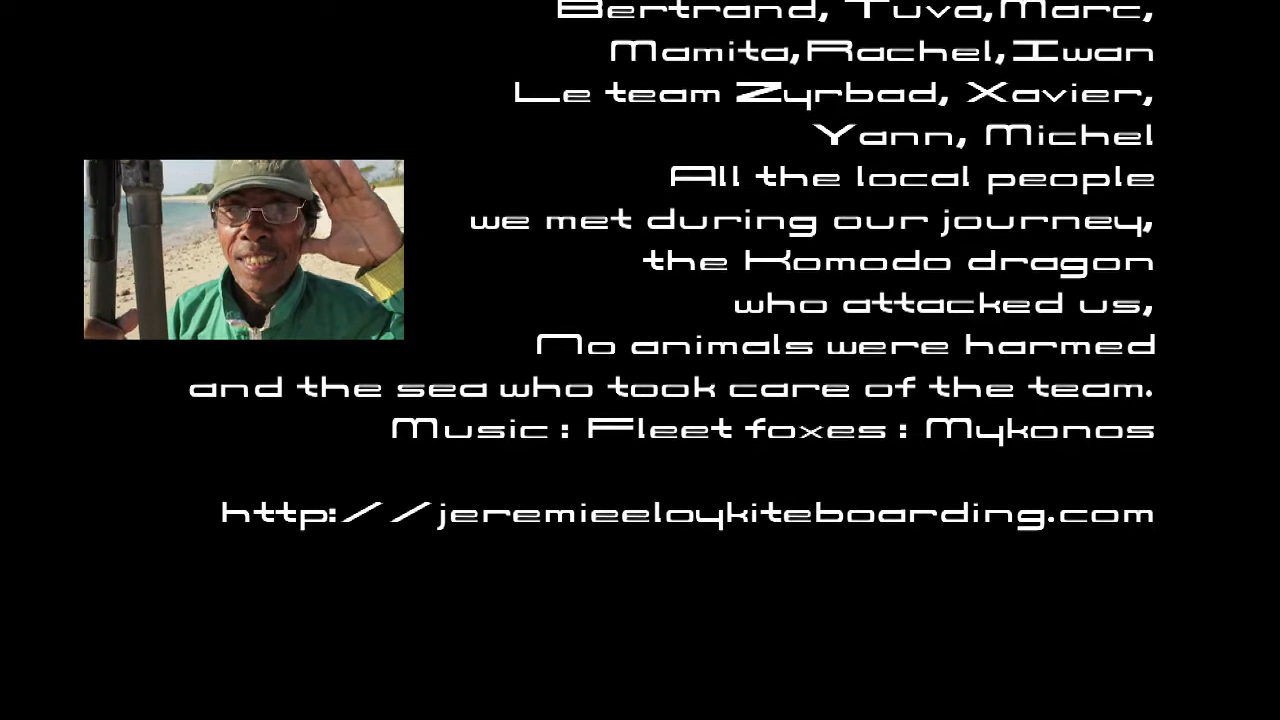 Bertrand, Tuva,Marc,
Mamita,Rachel,Iwan
Le team Zyrbad, Xavier,
Yann, Michel
All the local people
we met during our journey,
the Komodo dragon
who attacked us,
No animals were harmed
and the sea who took care of the team.
Music : Fleet foxes : Mykonos
http://jeremieeloykiteboarding.com